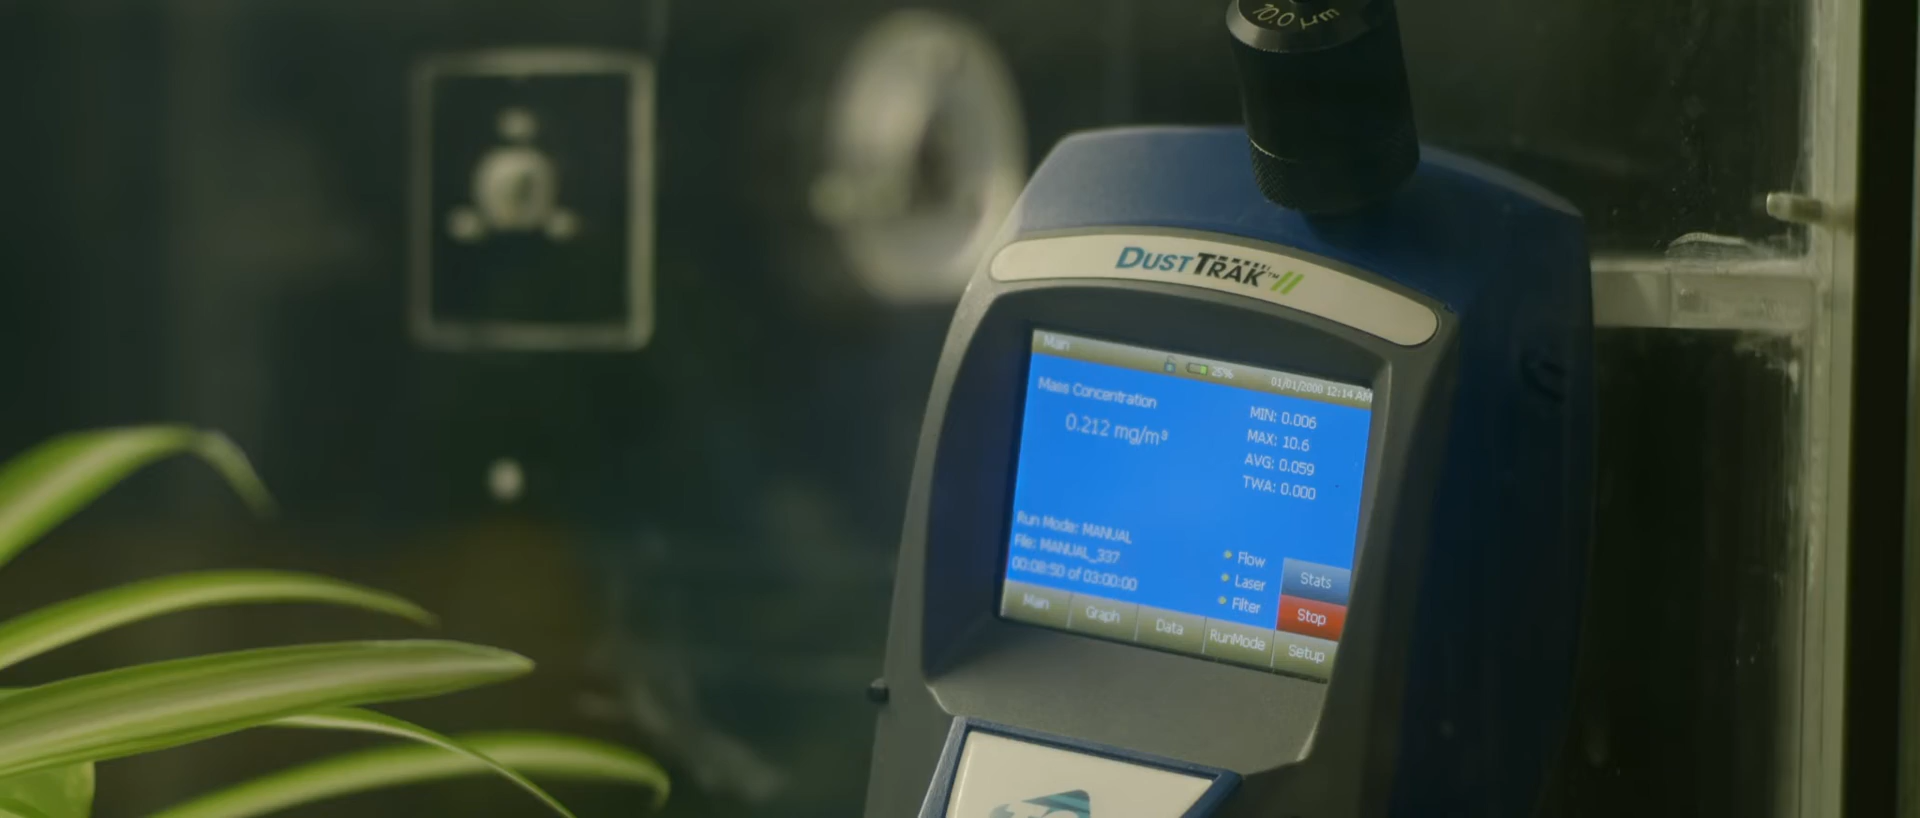 10.0 µm
DUSTTRAK™ II
Main
25%
01/01/2000 12:14 AM
Mass Concentration
0.212 mg/m³
MIN: 0.006
MAX: 10.6
AVG: 0.059
TWA: 0.000
Run Mode: MANUAL
File: MANUAL_337
00:08:50 of 03:00:00
Flow
Laser
Filter
Stats
Stop
Main
Graph
Data
RunMode
Setup